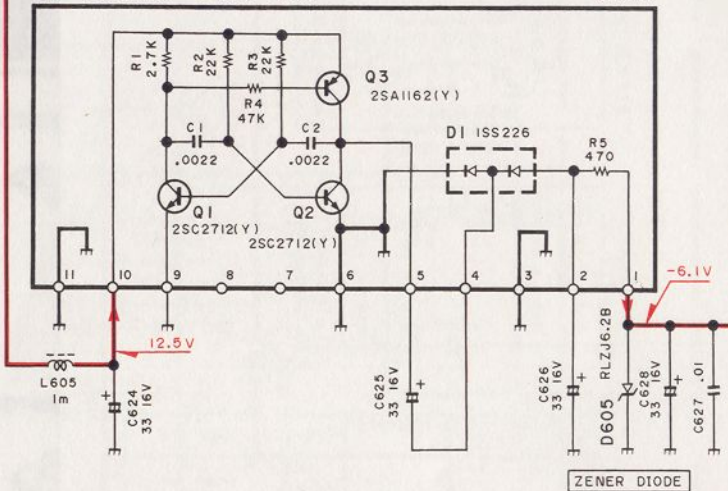 R1
2.7K
R2
22K
R3
22K
Q3
2SA1162(Y)
R4
47K
C1
.0022
C2
.0022
D1 ISS226
R5
470
Q1
2SC2712(Y)
Q2
2SC2712(Y)
11
10
9
8
7
6
5
4
3
2
1
-6.1V
12.5V
L605
1m
C624
33 16V
C625
33 16V
C626
33 16V
D605
RLZJ6.2B
C628
33 16V
C627 .01
ZENER DIODE